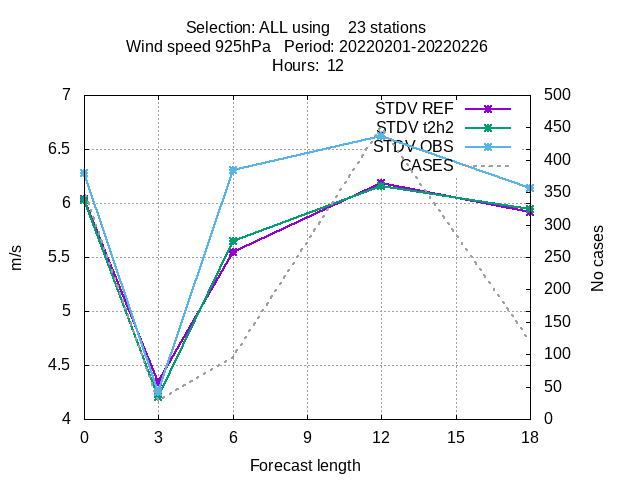 Selection: ALL using    23 stations
Wind speed 925hPa   Period: 20220201-20220226
Hours:  12
STDV REF
STDV t2h2
STDV OBS
CASES
7
6.5
6
5.5
5
4.5
4
500
450
400
350
300
250
200
150
100
50
0
m/s
No cases
0 3 6 9 12 15 18
Forecast length